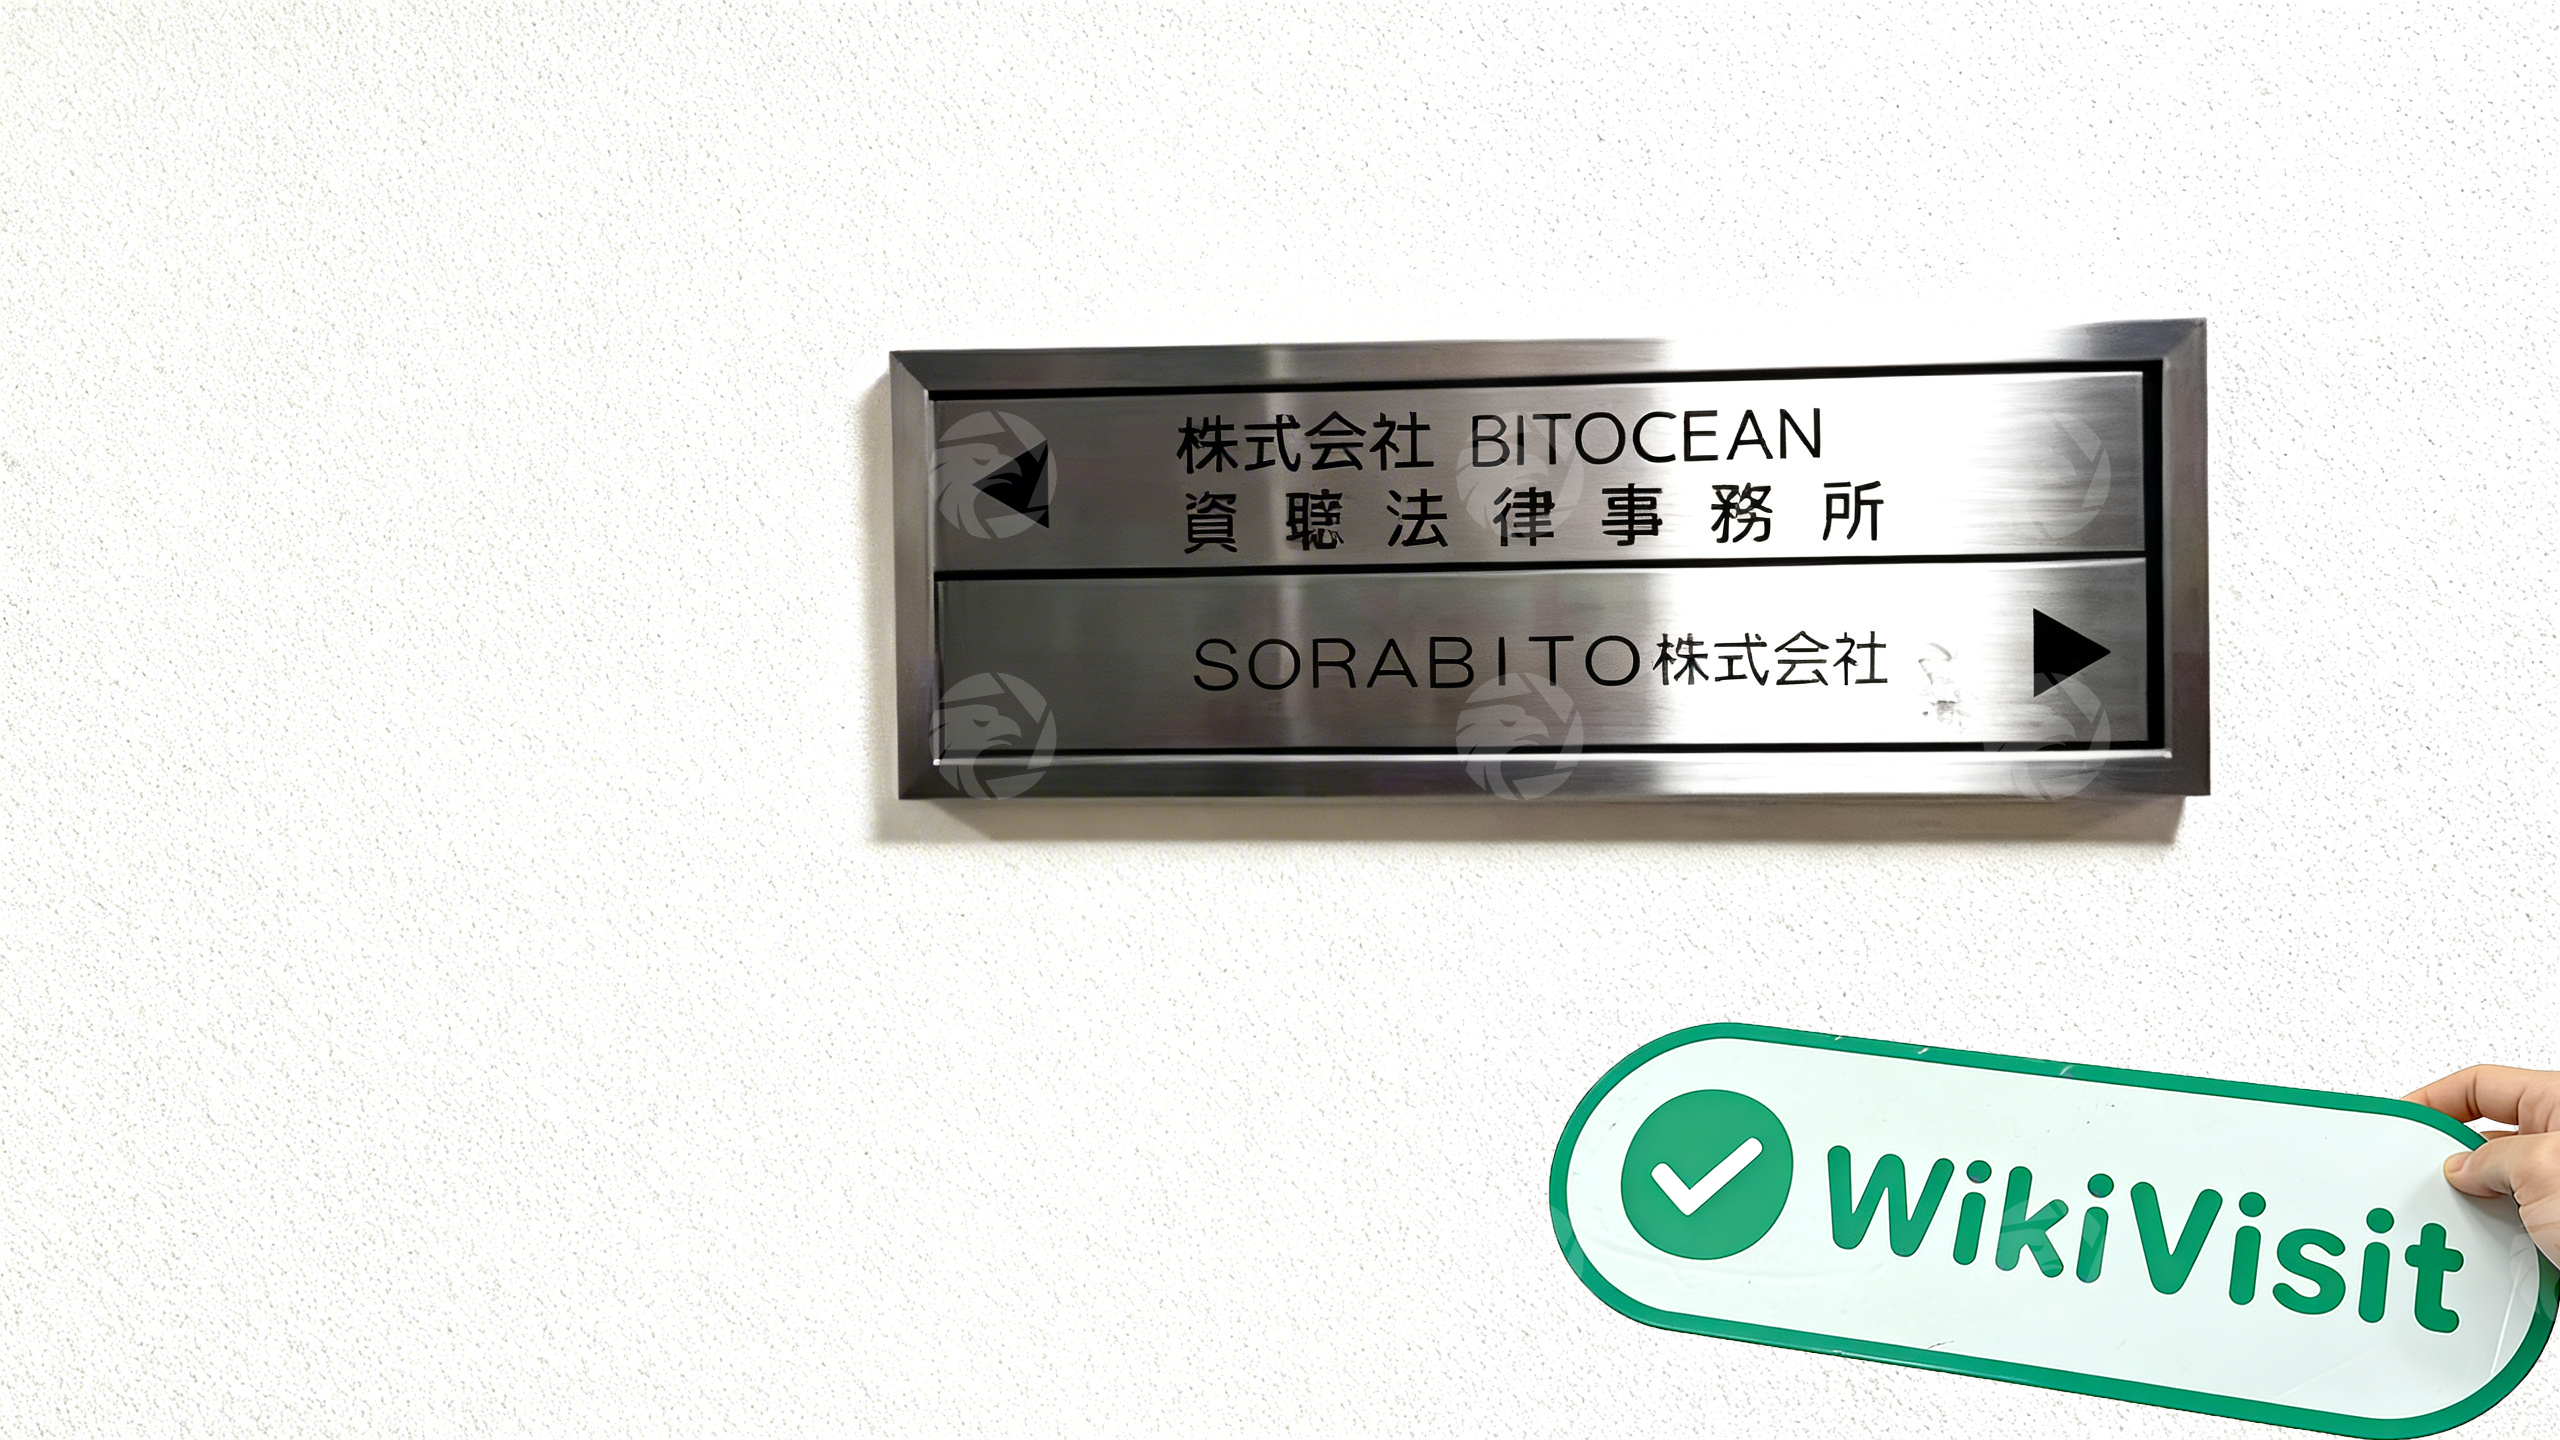 株式会社 BITOCEAN
資 聴 法 律 事 務 所
SORABITO株式会社
WikiVisit